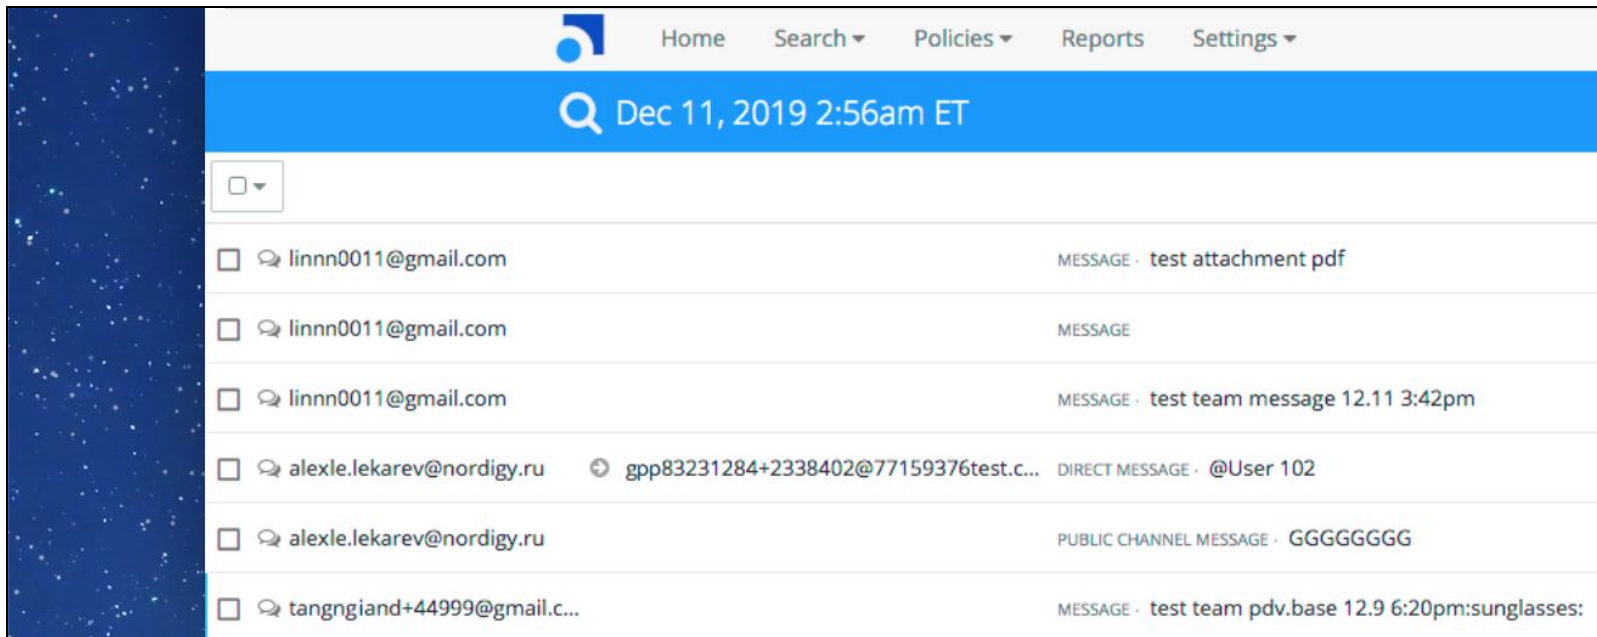 Home Search Policies Reports Settings
Dec 11, 2019 2:56am ET
linnn0011@gmail.com MESSAGE · test attachment pdf
linnn0011@gmail.com MESSAGE
linnn0011@gmail.com MESSAGE · test team message 12.11 3:42pm
alexle.lekarev@nordigy.ru gpp83231284+2338402@77159376test.c... DIRECT MESSAGE · @User 102
alexle.lekarev@nordigy.ru PUBLIC CHANNEL MESSAGE · GGGGGGGG
tangngiand+44999@gmail.c... MESSAGE · test team pdv.base 12.9 6:20pm:sunglasses: